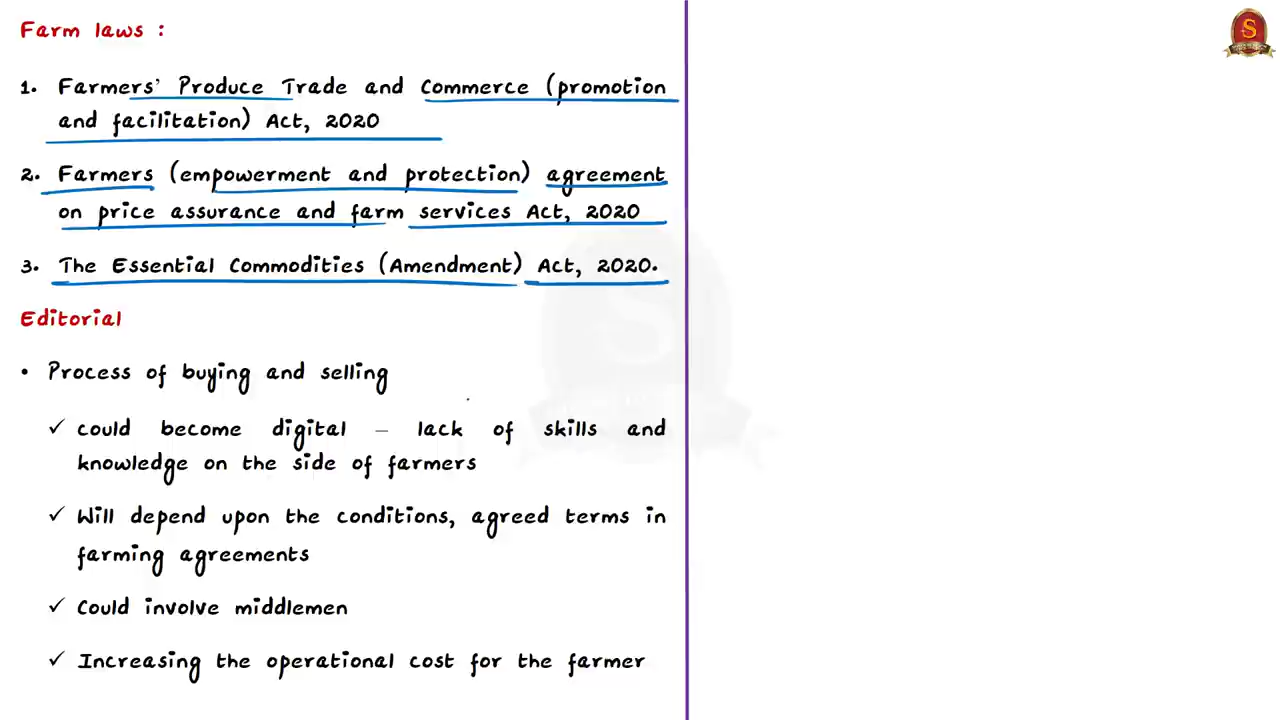 Farm laws :
1. Farmers' Produce Trade and Commerce (promotion
and facilitation) Act, 2020
2. Farmers (empowerment and protection) agreement
on price assurance and farm services Act, 2020
3. The Essential Commodities (Amendment) Act, 2020.
Editorial
• Process of buying and selling
✓ could become digital – lack of skills and
knowledge on the side of farmers
✓ Will depend upon the conditions, agreed terms in
farming agreements
✓ Could involve middlemen
✓ Increasing the operational cost for the farmer
S